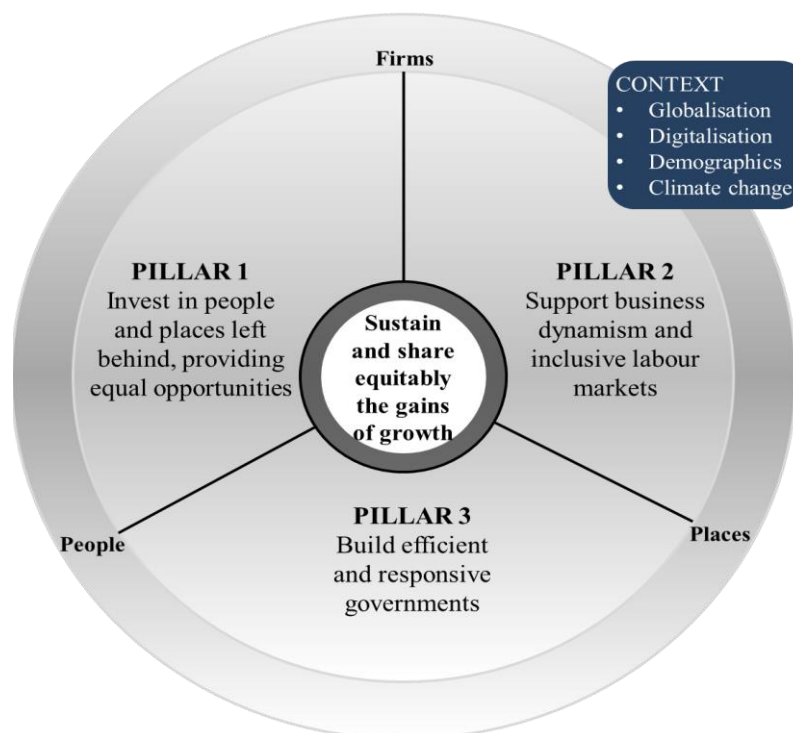 Firms
CONTEXT
• Globalisation
• Digitalisation
• Demographics
• Climate change
PILLAR 1
Invest in people
and places left
behind, providing
equal opportunities
Sustain
and share
equitably
the gains
of growth
PILLAR 2
Support business
dynamism and
inclusive labour
markets
People
PILLAR 3
Build efficient
and responsive
governments
Places